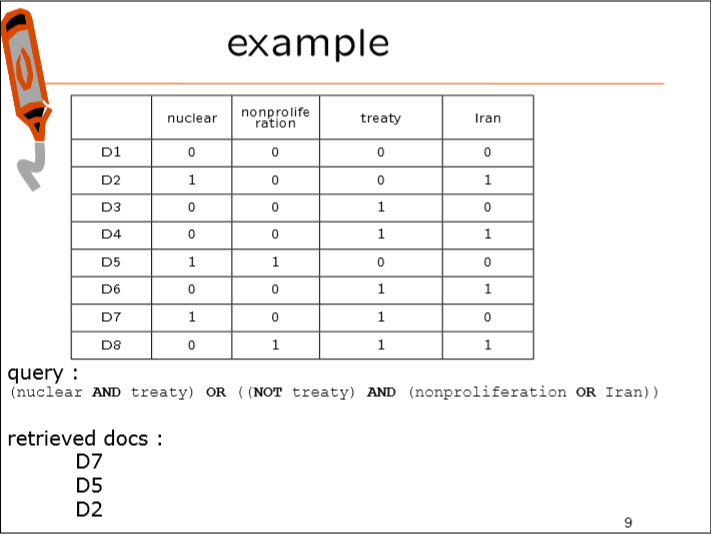 example
nuclear nonprolife treaty Iran
ration
D1 0 0 0 0
D2 1 0 0 1
D3 0 0 1 0
D4 0 0 1 1
D5 1 1 0 0
D6 0 0 1 1
D7 1 0 1 0
D8 0 1 1 1
query :
(nuclear AND treaty) OR ((NOT treaty) AND (nonproliferation OR Iran))
retrieved docs :
D7
D5
D2
9